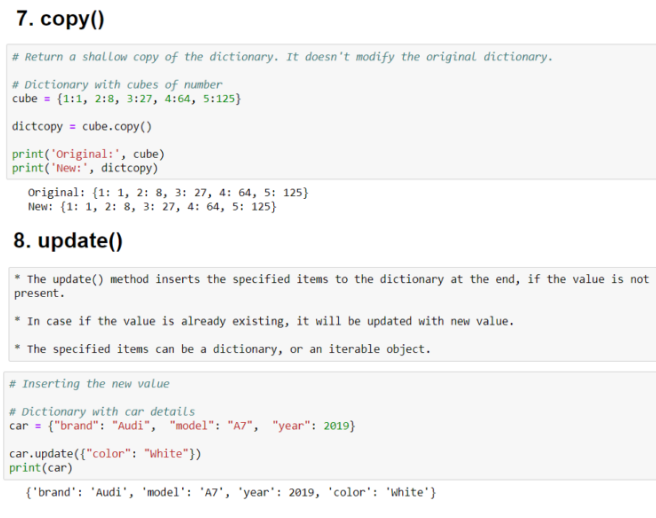 7. copy()
# Return a shallow copy of the dictionary. It doesn't modify the original dictionary.
# Dictionary with cubes of number
cube = {1:1, 2:8, 3:27, 4:64, 5:125}
dictcopy = cube.copy()
print('Original:', cube)
print('New:', dictcopy)
Original: {1: 1, 2: 8, 3: 27, 4: 64, 5: 125}
New: {1: 1, 2: 8, 3: 27, 4: 64, 5: 125}
8. update()
* The update() method inserts the specified items to the dictionary at the end, if the value is not
present.
* In case if the value is already existing, it will be updated with new value.
* The specified items can be a dictionary, or an iterable object.
# Inserting the new value
# Dictionary with car details
car = {"brand": "Audi",  "model": "A7",  "year": 2019}
car.update({"color": "White"})
print(car)
{'brand': 'Audi', 'model': 'A7', 'year': 2019, 'color': 'White'}